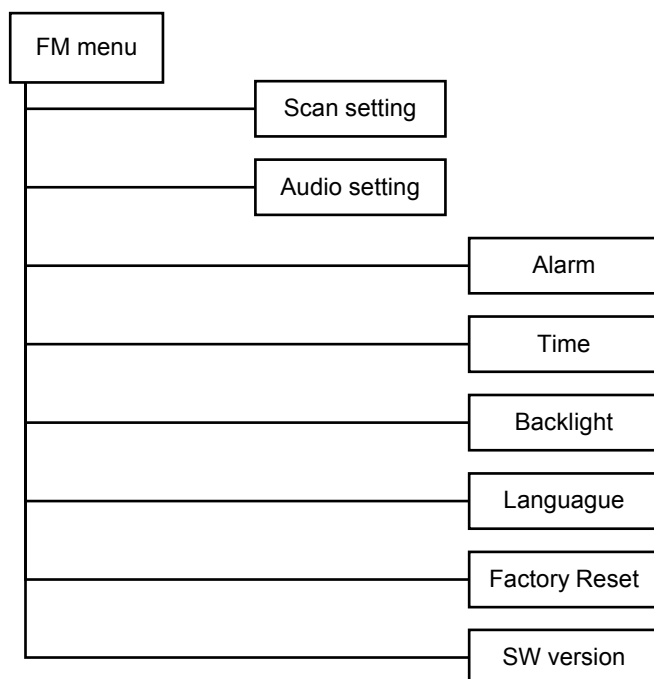 FM menu
Scan setting
Audio setting
Alarm
Time
Backlight
Languague
Factory Reset
SW version